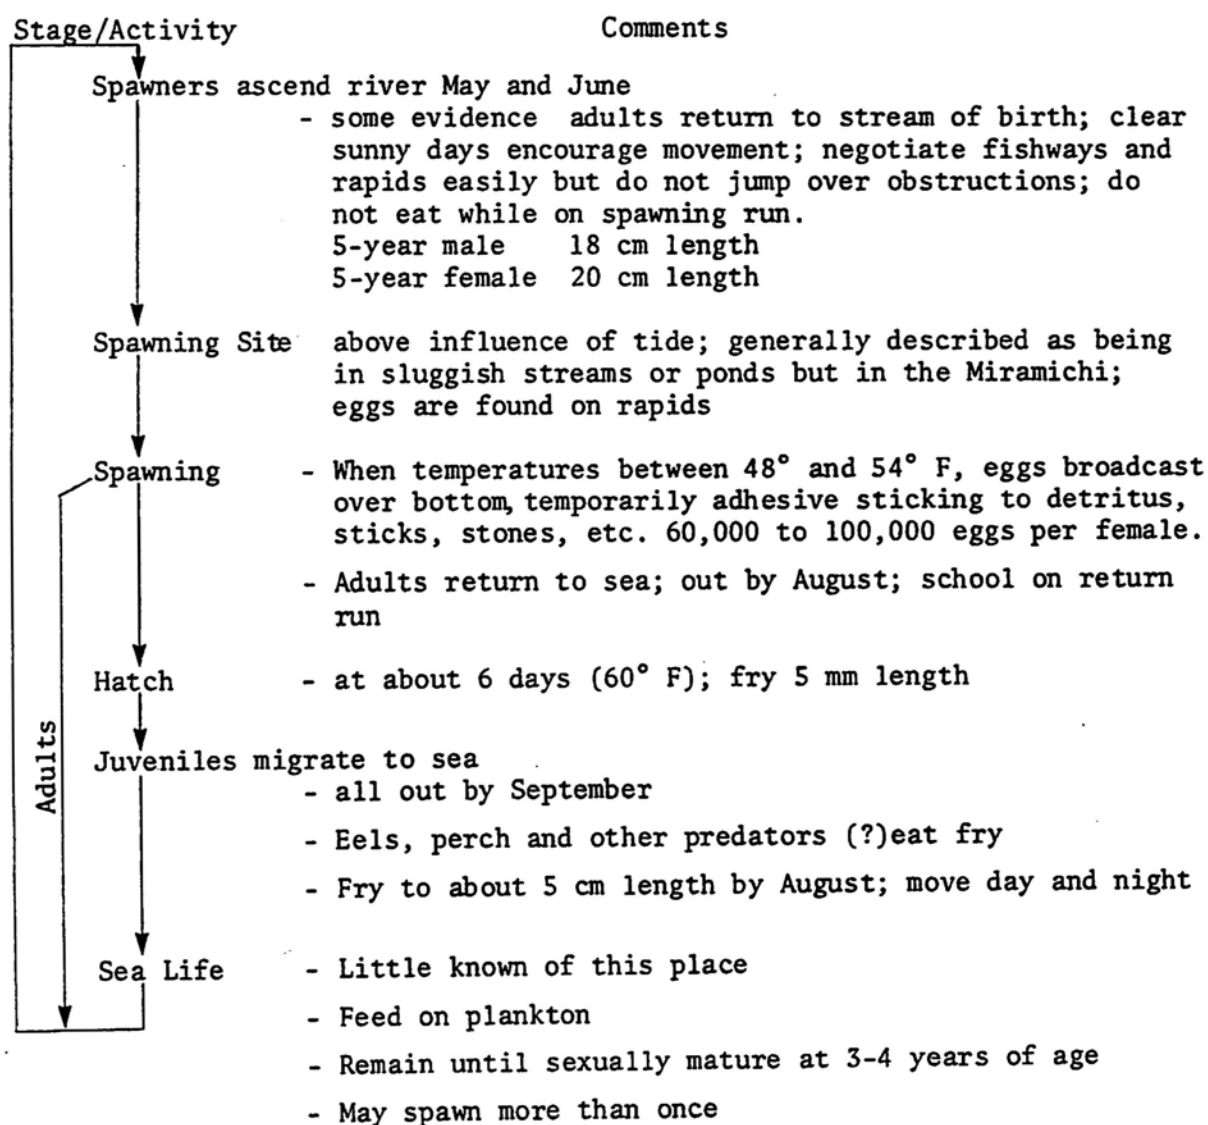 Stage/Activity Comments
Spawners ascend river May and June
- some evidence adults return to stream of birth; clear
sunny days encourage movement; negotiate fishways and
rapids easily but do not jump over obstructions; do
not eat while on spawning run.
5-year male 18 cm length
5-year female 20 cm length
Spawning Site above influence of tide; generally described as being
in sluggish streams or ponds but in the Miramichi;
eggs are found on rapids
Spawning - When temperatures between 48° and 54° F, eggs broadcast
over bottom, temporarily adhesive sticking to detritus,
sticks, stones, etc. 60,000 to 100,000 eggs per female.
- Adults return to sea; out by August; school on return
run
Hatch - at about 6 days (60° F); fry 5 mm length
Adults
Juveniles migrate to sea
- all out by September
- Eels, perch and other predators (?)eat fry
- Fry to about 5 cm length by August; move day and night
Sea Life - Little known of this place
- Feed on plankton
- Remain until sexually mature at 3-4 years of age
- May spawn more than once